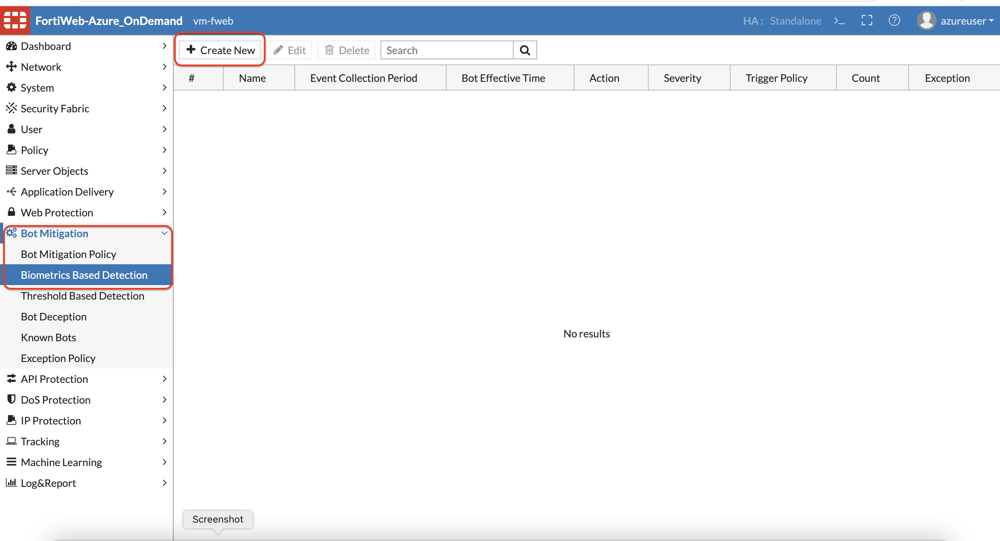 FortiWeb-Azure_OnDemand vm-fweb HA: Standalone >_ ? azureuser
Dashboard
Network
System
Security Fabric
User
Policy
Server Objects
Application Delivery
Web Protection
Bot Mitigation
Bot Mitigation Policy
Biometrics Based Detection
Threshold Based Detection
Bot Deception
Known Bots
Exception Policy
API Protection
DoS Protection
IP Protection
Tracking
Machine Learning
Log&Report
+ Create New Edit Delete Search
# Name Event Collection Period Bot Effective Time Action Severity Trigger Policy Count Exception
No results
Screenshot